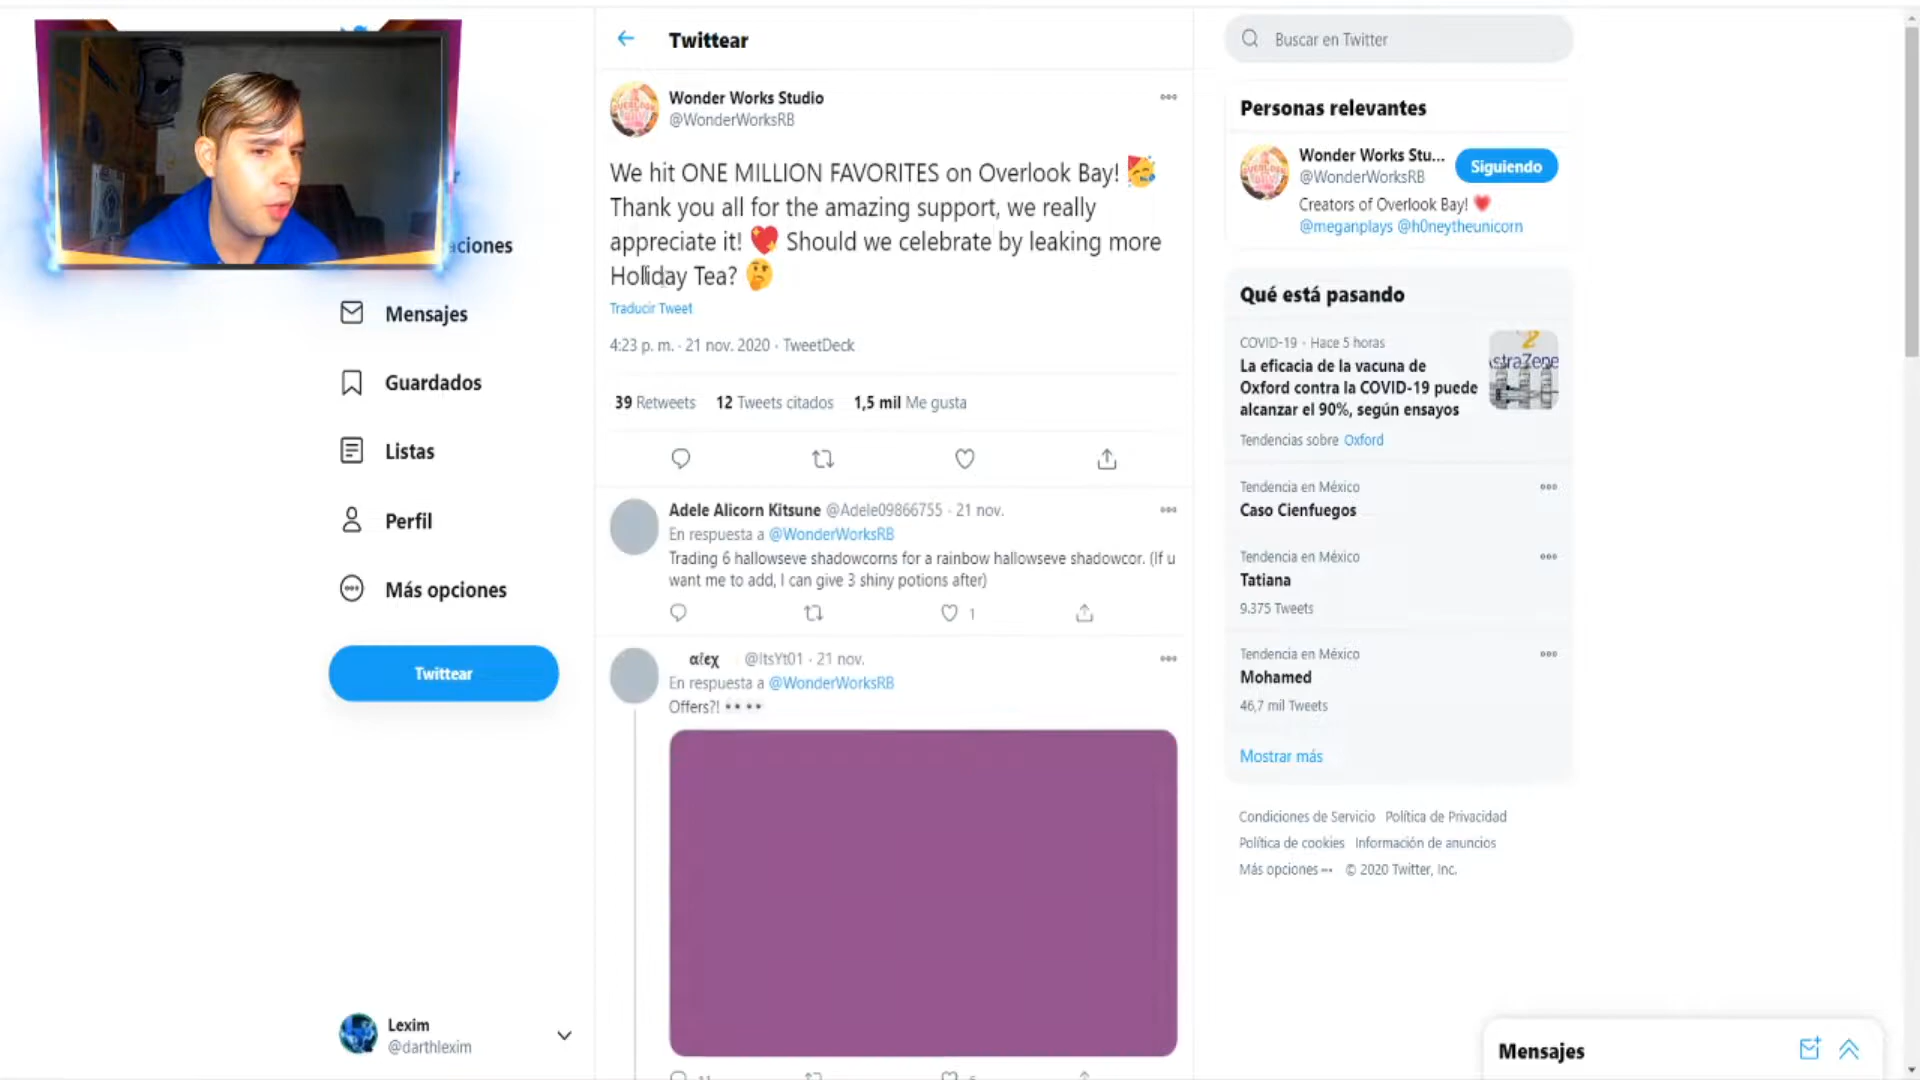 Twittear
Wonder Works Studio
@WonderWorksRB
We hit ONE MILLION FAVORITES on Overlook Bay! 🥳
Thank you all for the amazing support, we really
appreciate it! 💖 Should we celebrate by leaking more
Holiday Tea? 🤔
Traducir Tweet
4:23 p. m. · 21 nov. 2020 · TweetDeck
39 Retweets 12 Tweets citados 1,5 mil Me gusta
Adele Alicorn Kitsune @Adele09866755 · 21 nov.
En respuesta a @WonderWorksRB
Trading 6 hallowseve shadowcorns for a rainbow hallowseve shadowcor. (If u
want me to add, I can give 3 shiny potions after)
1
@ItsYt01 · 21 nov.
En respuesta a @WonderWorksRB
Offers?!
aciones
Mensajes
Guardados
Listas
Perfil
Más opciones
Twittear
Lexim
@darthlexim
Buscar en Twitter
Personas relevantes
Wonder Works Stu...
@WonderWorksRB
Siguiendo
Creators of Overlook Bay! ❤️
@meganplays @h0neytheunicorn
Qué está pasando
COVID-19 · Hace 5 horas
La eficacia de la vacuna de
Oxford contra la COVID-19 puede
alcanzar el 90%, según ensayos
Tendencias sobre Oxford
Tendencia en México
Caso Cienfuegos
Tendencia en México
Tatiana
9.375 Tweets
Tendencia en México
Mohamed
46,7 mil Tweets
Mostrar más
Condiciones de Servicio Política de Privacidad
Política de cookies Información de anuncios
Más opciones ··· © 2020 Twitter, Inc.
Mensajes